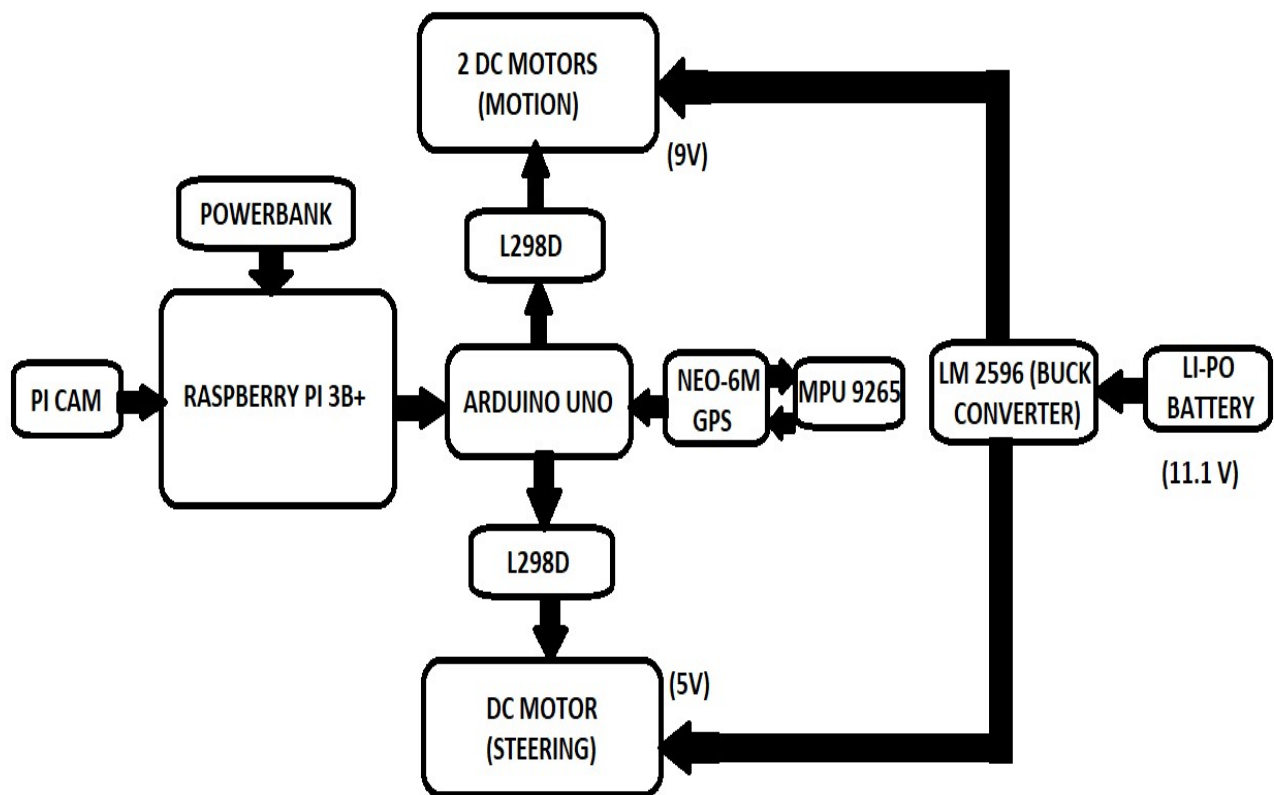 2 DC MOTORS
(MOTION)
(9V)
POWERBANK
L298D
PI CAM
RASPBERRY PI 3B+
ARDUINO UNO
NEO-6M
GPS
MPU 9265
LM 2596 (BUCK
CONVERTER)
LI-PO
BATTERY
(11.1 V)
L298D
(5V)
DC MOTOR
(STEERING)